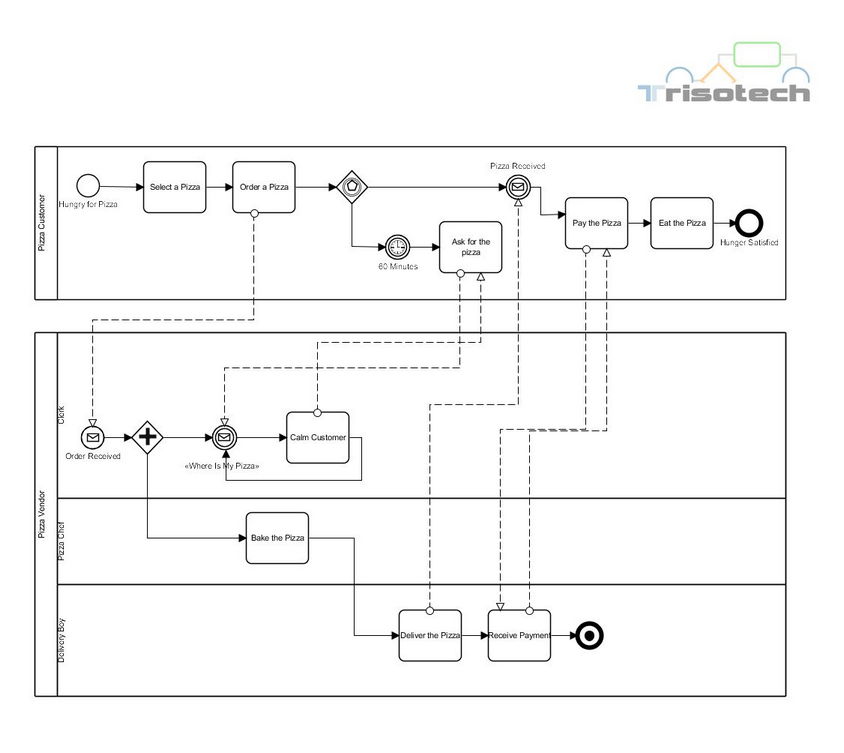 Trisotech
Pizza Customer
Hungry for Pizza
Select a Pizza
Order a Pizza
60 Minutes
Ask for the
pizza
Pizza Received
Pay the Pizza
Eat the Pizza
Hunger Satisfied
Pizza Vendor
Clerk
Order Received
«Where Is My Pizza»
Calm Customer
Pizza Chef
Bake the Pizza
Delivery Boy
Deliver the Pizza
Receive Payment